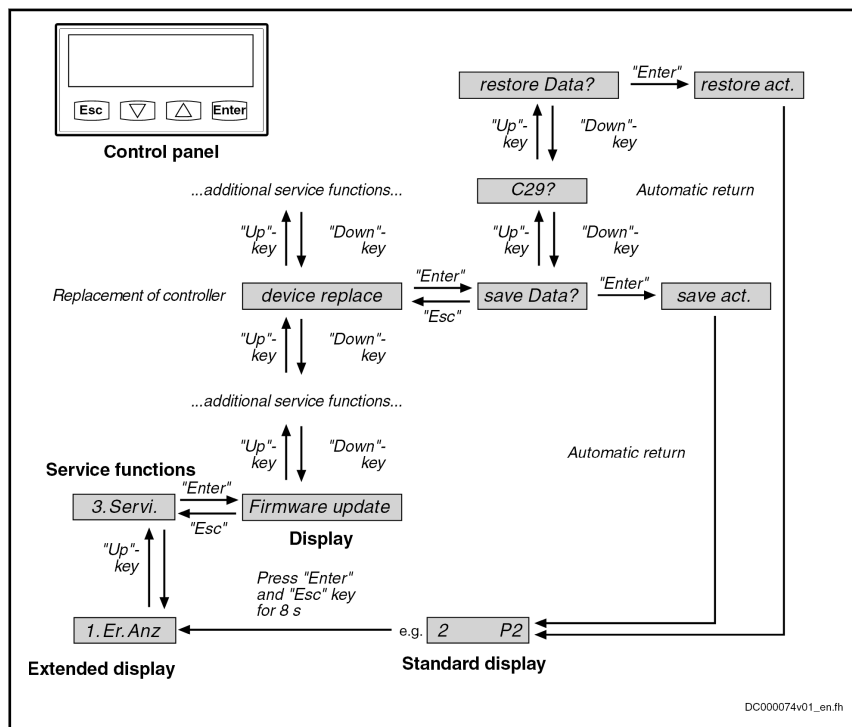 Esc
Enter
Control panel
restore Data?
"Enter"
restore act.
"Up"-
key
"Down"-
key
...additional service functions...
C29?
Automatic return
"Up"-
key
"Down"-
key
"Up"-
key
"Down"-
key
Replacement of controller
device replace
"Enter"
"Esc"
save Data?
"Enter"
save act.
"Up"-
key
"Down"-
key
...additional service functions...
"Up"-
key
"Down"-
key
Automatic return
Service functions
3.Servi.
"Enter"
"Esc"
Firmware update
Display
"Up"-
key
Press "Enter"
and "Esc" key
for 8 s
1.Er.Anz
e.g.
2 P2
Extended display
Standard display
DC000074v01_en.fh